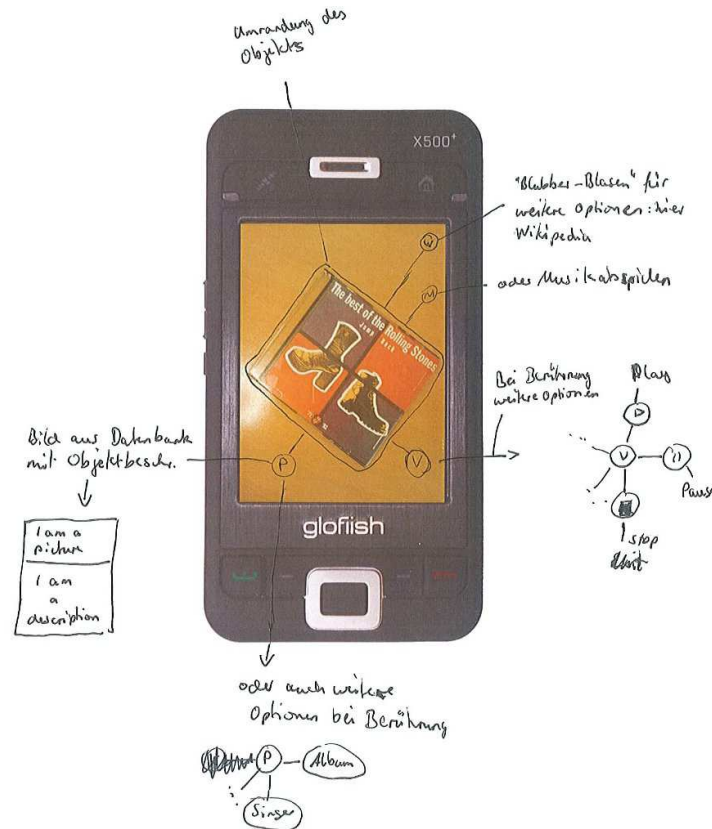 Umrandung des
Objekts
X500+
"Blubber-Blasen" für
weitere Optionen: hier
Wikipedia
W
M
oder Musik abspielen
The best of the Rolling Stones
Bei Berührung
weitere Optionen
Play
V
Pause
Stop
Bild aus Datenbank
mit Objektbeschr.
P
V
I am a
picture
I am
a
description
glofiish
oder auch weitere
Optionen bei Berührung
P
Album
Singer